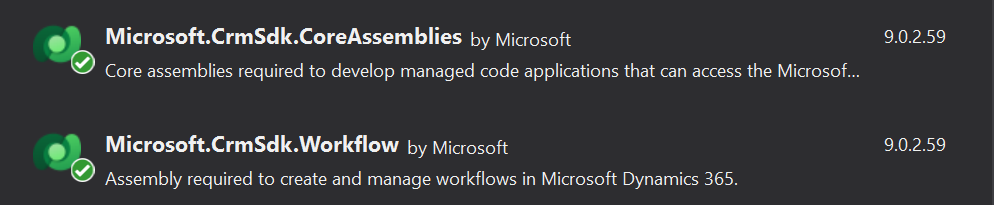 Microsoft.CrmSdk.CoreAssemblies by Microsoft 9.0.2.59
Core assemblies required to develop managed code applications that can access the Microsof...
Microsoft.CrmSdk.Workflow by Microsoft 9.0.2.59
Assembly required to create and manage workflows in Microsoft Dynamics 365.